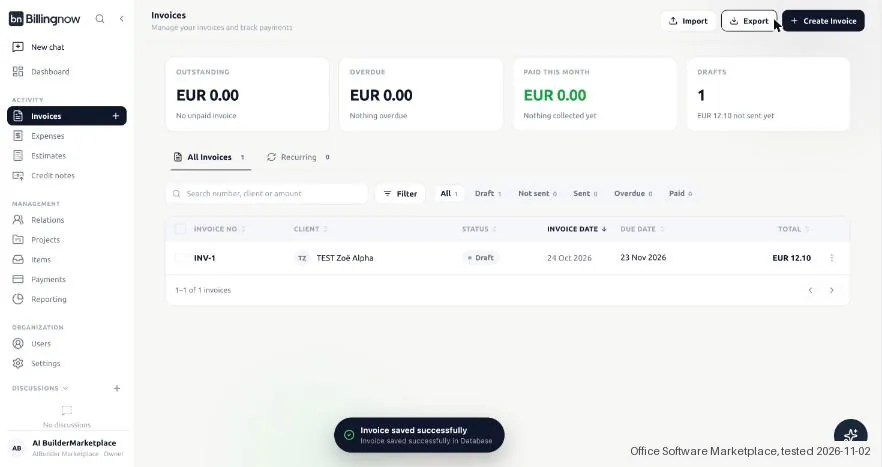 bn Billingnow
New chat
Dashboard
ACTIVITY
Invoices
Expenses
Estimates
Credit notes
MANAGEMENT
Relations
Projects
Items
Payments
Reporting
ORGANIZATION
Users
Settings
DISCUSSIONS
No discussions
AB
AI BuilderMarketplace
AIBuilder Marketplace · Owner
Invoices
Manage your invoices and track payments
Import
Export
Create Invoice
OUTSTANDING
EUR 0.00
No unpaid invoice
OVERDUE
EUR 0.00
Nothing overdue
PAID THIS MONTH
EUR 0.00
Nothing collected yet
DRAFTS
1
EUR 12.10 not sent yet
All Invoices 1 Recurring 0
Search number, client or amount Filter All 1 Draft 1 Not sent 0 Sent 0 Overdue 0 Paid 0
INVOICE NO CLIENT STATUS INVOICE DATE DUE DATE TOTAL
INV-1 TZ TEST Zoë Alpha Draft 24 Oct 2026 23 Nov 2026 EUR 12.10
1–1 of 1 invoices
Invoice saved successfully
Invoice saved successfully in Database
Office Software Marketplace, tested 2026-11-02